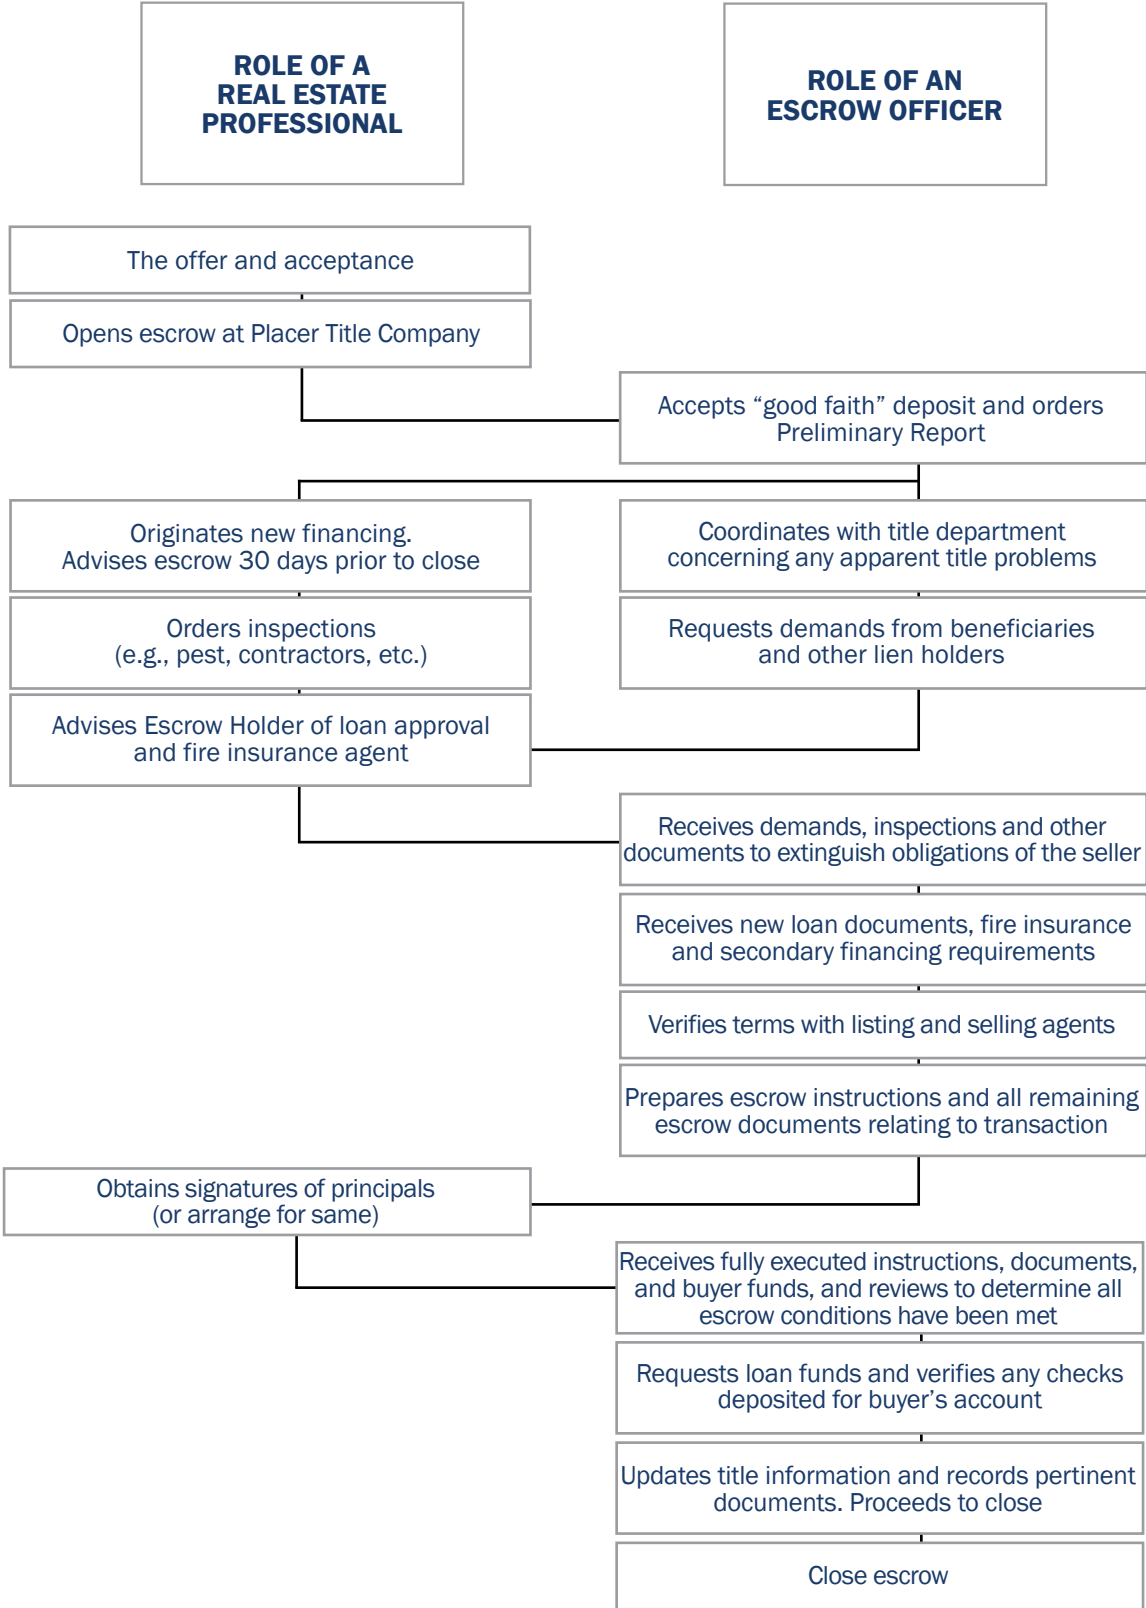 ROLE OF A
REAL ESTATE
PROFESSIONAL
ROLE OF AN
ESCROW OFFICER
The offer and acceptance
Opens escrow at Placer Title Company
Accepts “good faith” deposit and orders
Preliminary Report
Originates new financing.
Advises escrow 30 days prior to close
Coordinates with title department
concerning any apparent title problems
Orders inspections
(e.g., pest, contractors, etc.)
Requests demands from beneficiaries
and other lien holders
Advises Escrow Holder of loan approval
and fire insurance agent
Receives demands, inspections and other
documents to extinguish obligations of the seller
Receives new loan documents, fire insurance
and secondary financing requirements
Verifies terms with listing and selling agents
Prepares escrow instructions and all remaining
escrow documents relating to transaction
Obtains signatures of principals
(or arrange for same)
Receives fully executed instructions, documents,
and buyer funds, and reviews to determine all
escrow conditions have been met
Requests loan funds and verifies any checks
deposited for buyer’s account
Updates title information and records pertinent
documents. Proceeds to close
Close escrow